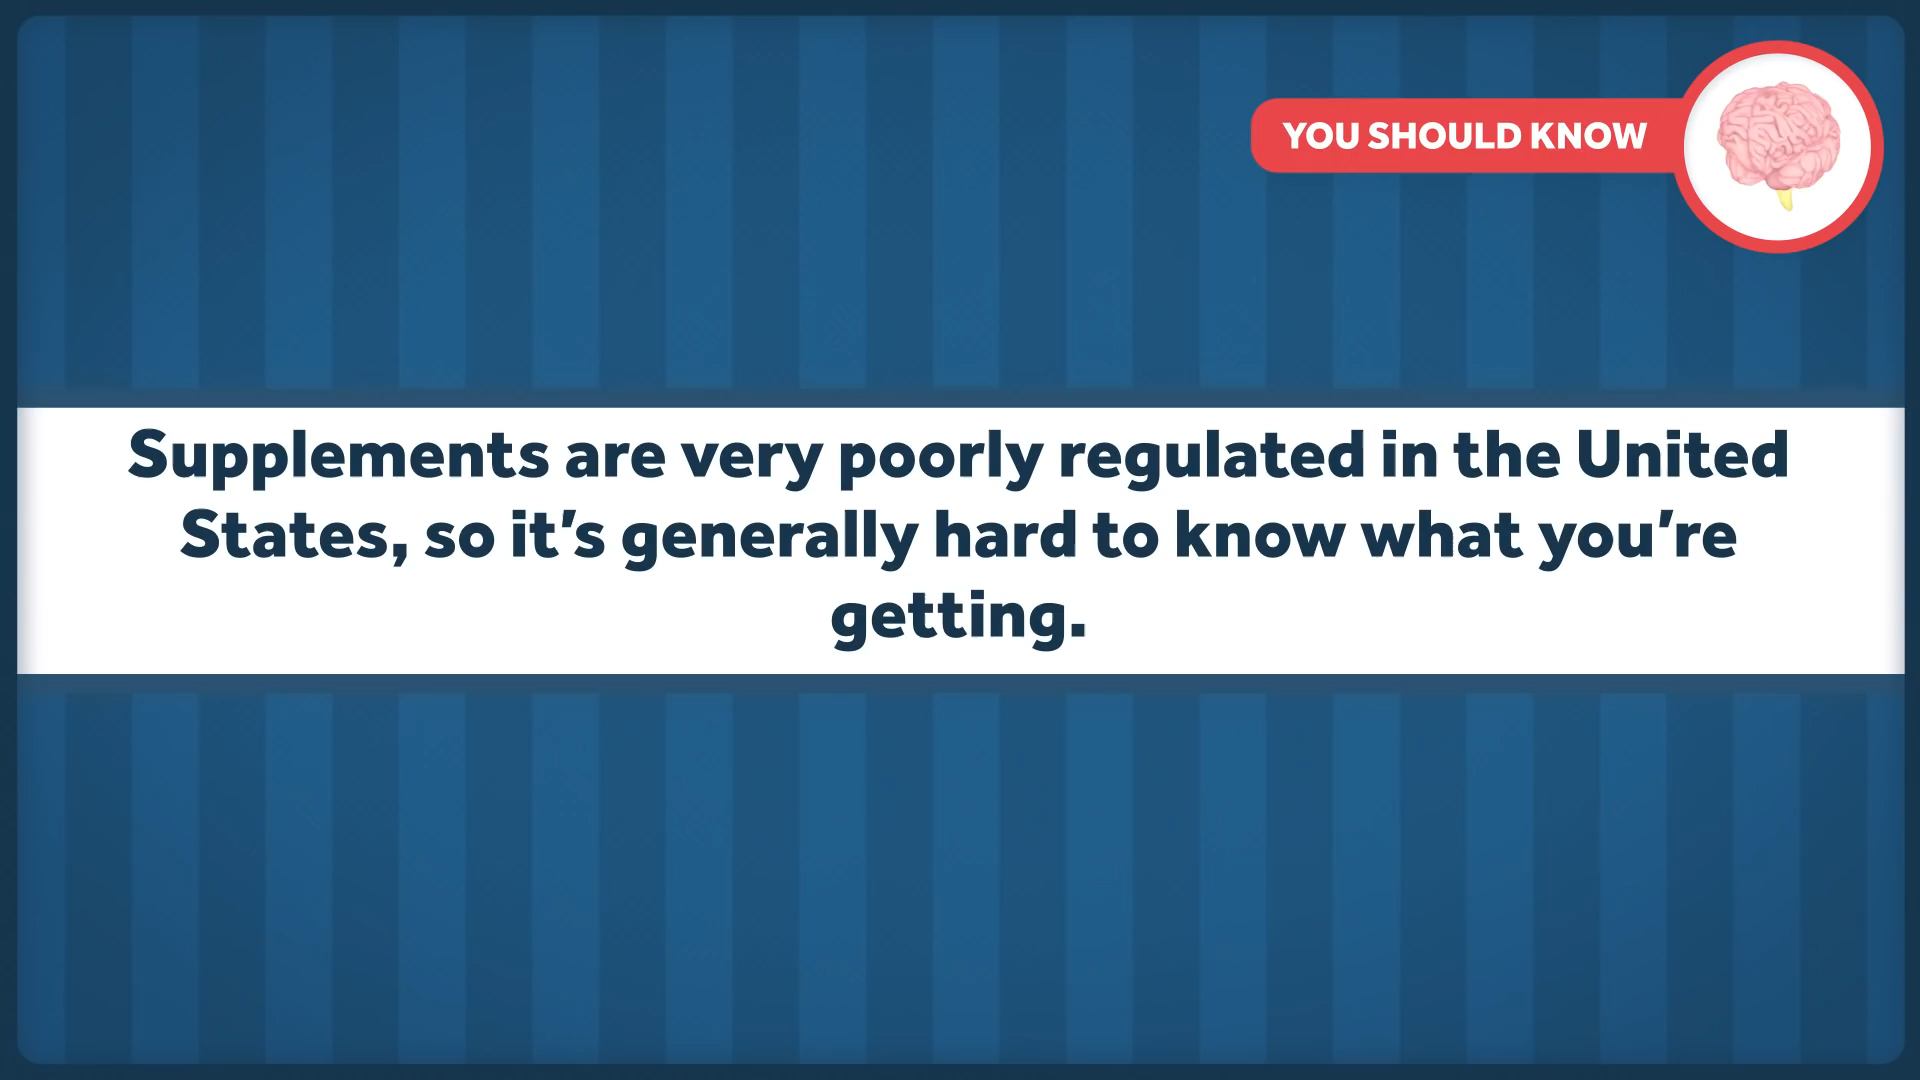 YOU SHOULD KNOW
Supplements are very poorly regulated in the United
States, so it’s generally hard to know what you’re
getting.